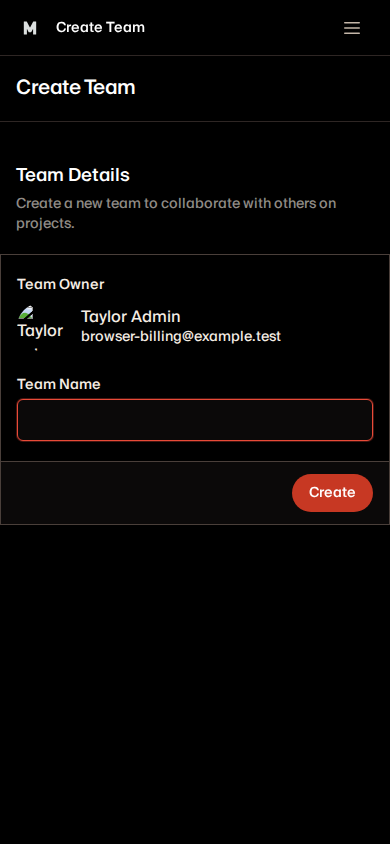 M Create Team
Create Team
Team Details
Create a new team to collaborate with others on
projects.
Team Owner
Taylor
Taylor Admin
browser-billing@example.test
Team Name
Create